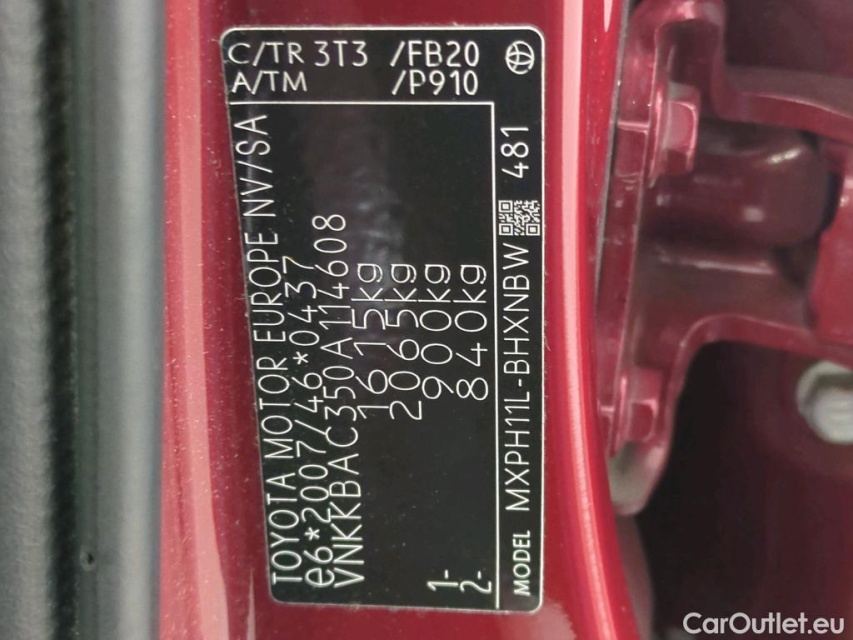 C/TR 3T3 /FB20
A/TM /P910
TOYOTA MOTOR EUROPE NV/SA
e6*2007/46*0437
VNKKBAC350A114608
1615kg
2065kg
1- 900kg
2- 840kg
MODEL MXPH11L-BHXNBW 481
CarOutlet.eu